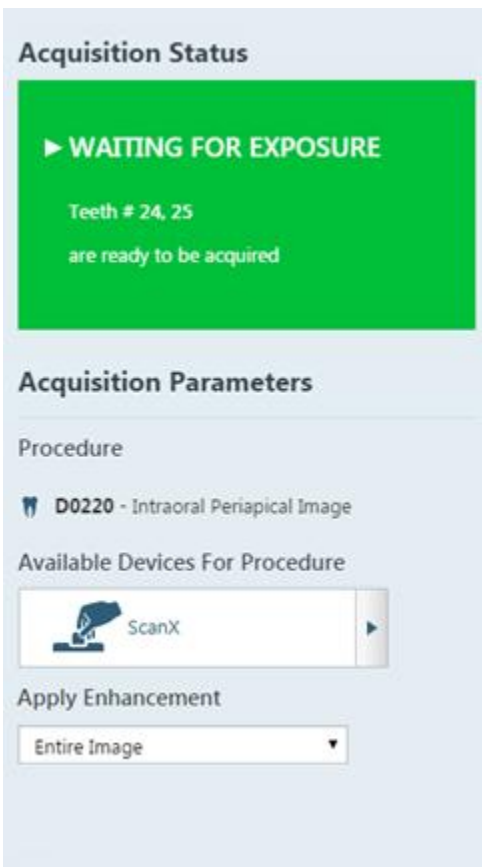 Acquisition Status
WAITING FOR EXPOSURE
Teeth # 24, 25
are ready to be acquired
Acquisition Parameters
Procedure
D0220 - Intraoral Periapical Image
Available Devices For Procedure
ScanX
Apply Enhancement
Entire Image